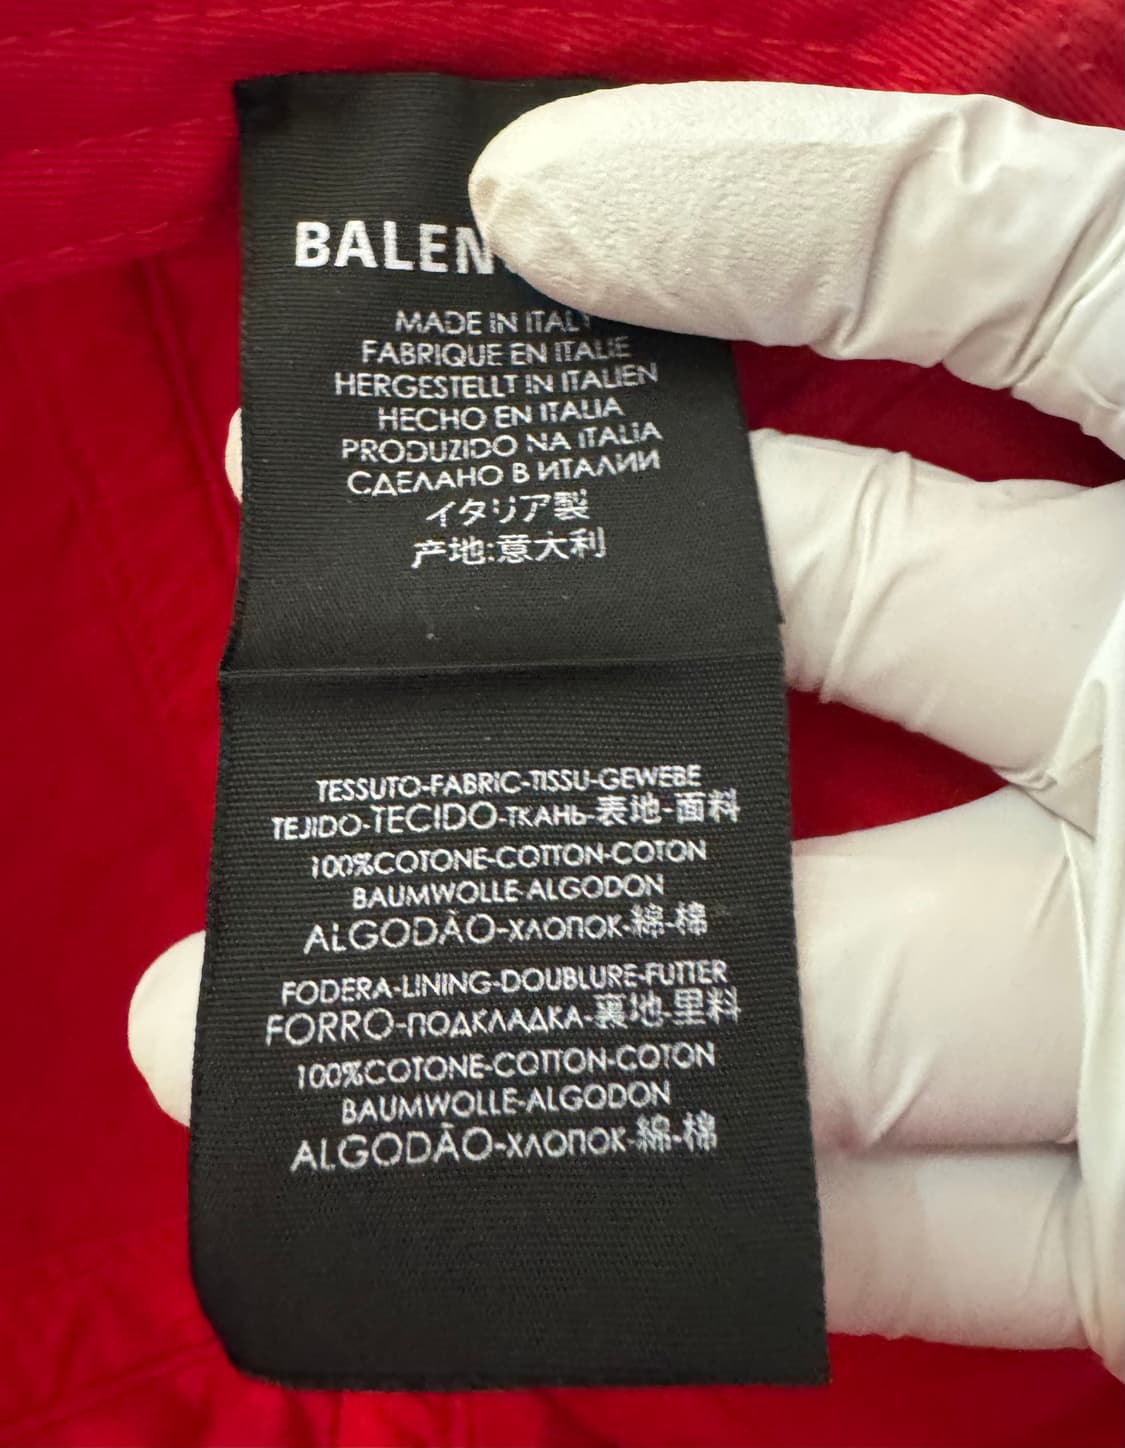 BALEN
MADE IN ITALY
FABRIQUE EN ITALIE
HERGESTELLT IN ITALIEN
HECHO EN ITALIA
PRODUZIDO NA ITALIA
СДЕЛАНО В ИТАЛИИ
イタリア製
产地:意大利
TESSUTO-FABRIC-TISSU-GEWEBE
TEJIDO-TECIDO-ТКАНЬ-表地-面料
100%COTONE-COTTON-COTON
BAUMWOLLE-ALGODON
ALGODÃO-ХЛОПОК-綿-棉
FODERA-LINING-DOUBLURE-FUTTER
FORRO-ПОДКЛАДКА-裏地-里料
100%COTONE-COTTON-COTON
BAUMWOLLE-ALGODON
ALGODÃO-ХЛОПОК-綿-棉